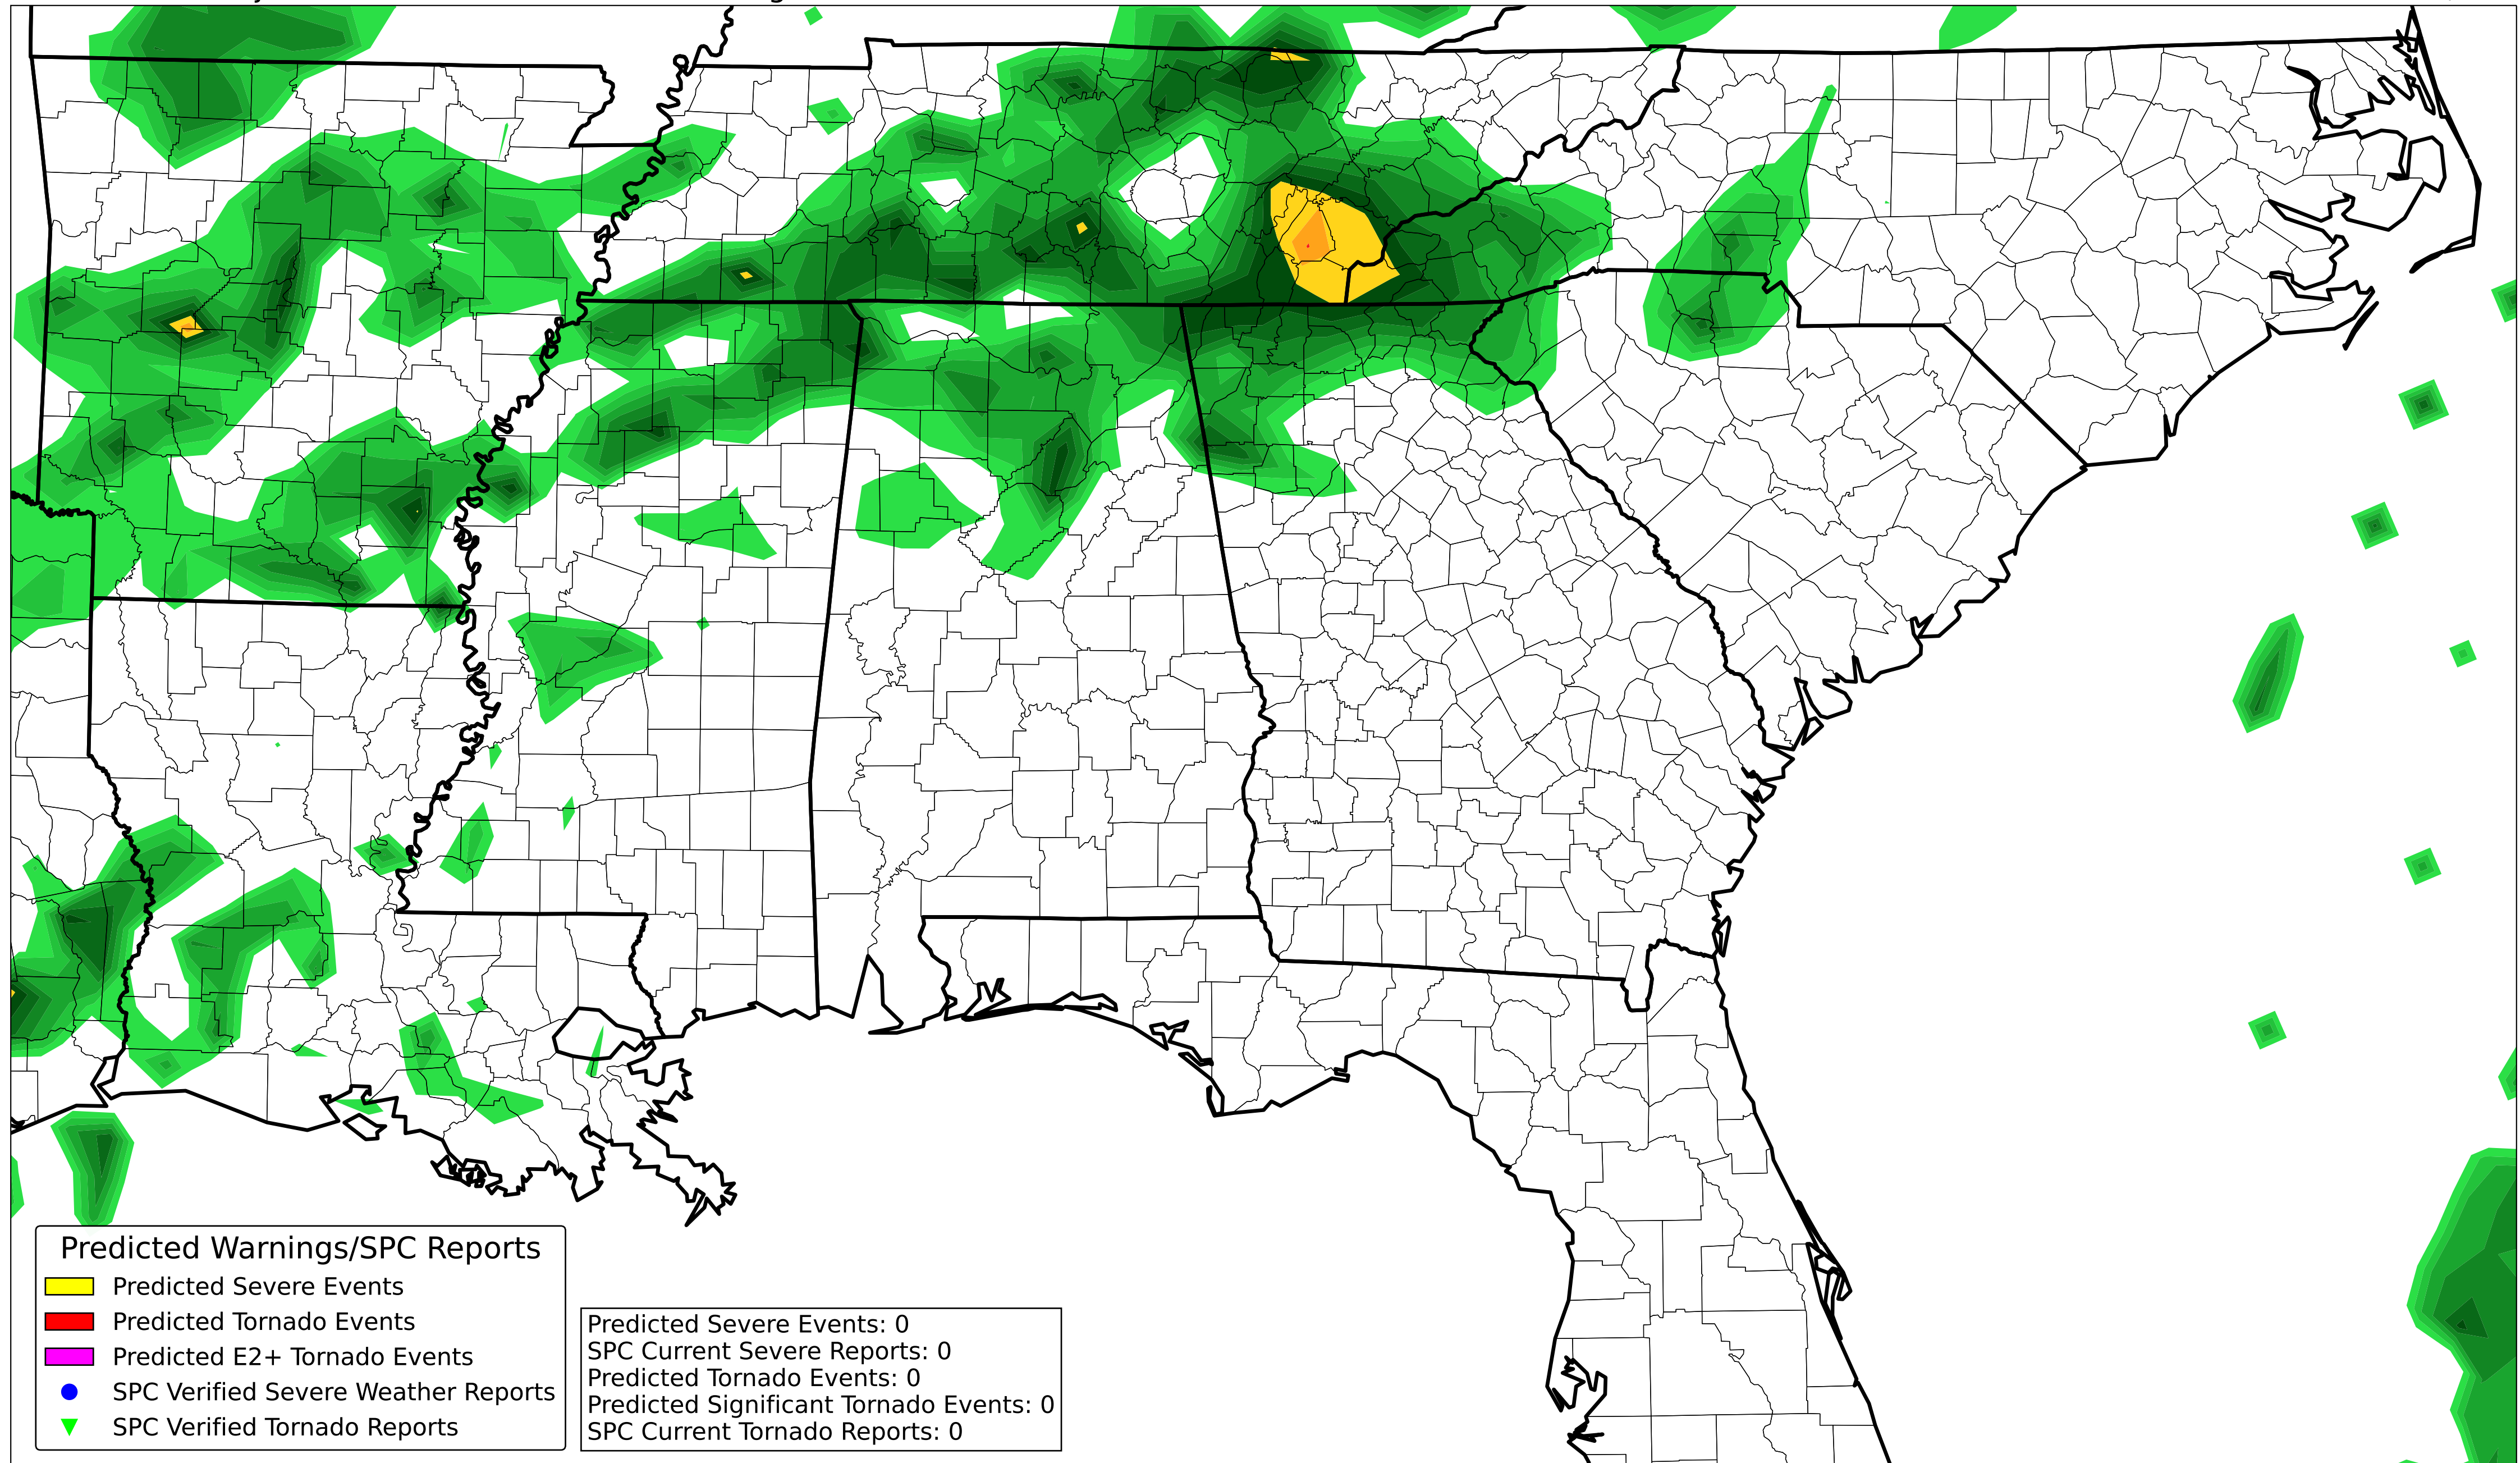 Predicted Warnings/SPC Reports
Predicted Severe Events
Predicted Tornado Events
Predicted E2+ Tornado Events
SPC Verified Severe Weather Reports
SPC Verified Tornado Reports
Predicted Severe Events: 0
SPC Current Severe Reports: 0
Predicted Tornado Events: 0
Predicted Significant Tornado Events: 0
SPC Current Tornado Reports: 0